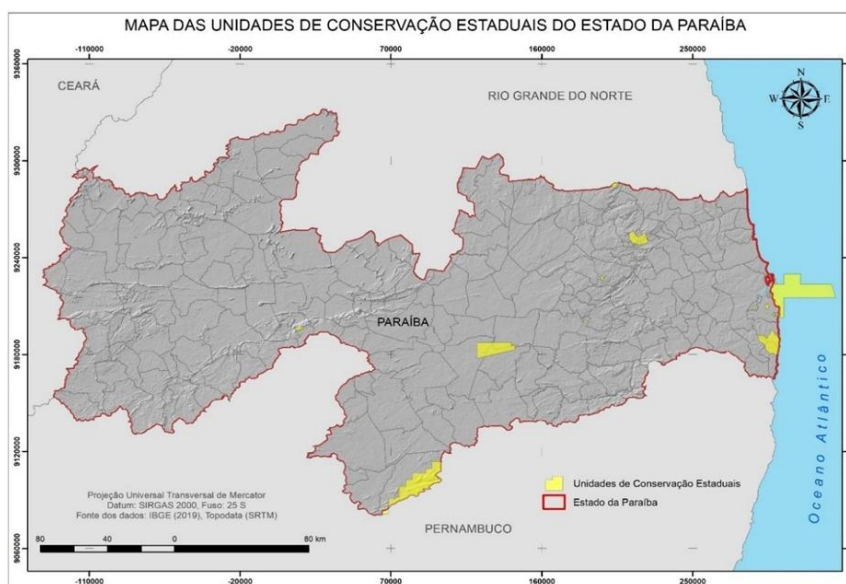 MAPA DAS UNIDADES DE CONSERVAÇÃO ESTADUAIS DO ESTADO DA PARAÍBA
-110000 -20000 70000 160000 250000
9360000
CEARÁ
RIO GRANDE DO NORTE
N
W E
S
9300000
9240000
PARAÍBA
9180000
Oceano Atlântico
9120000
Unidades de Conservação Estaduais
Estado da Paraíba
Projeção Universal Transversal de Mercator
Datum: SIRGAS 2000, Fuso: 25 S
Fonte dos dados: IBGE (2019), Topodata (SRTM)
PERNAMBUCO
80 40 0 80 km
9060000
-110000 -20000 70000 160000 250000